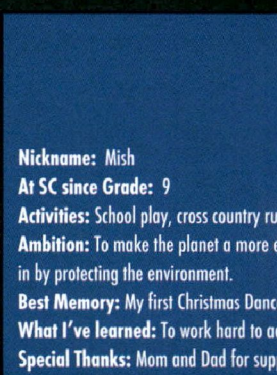 Nickname: Mish
At SC since Grade: 9
Activities: School play, cross country
Ambition: To make the planet a more
in by protecting the environment.
Best Memory: My first Christmas
What I've learned: To work hard to
Special Thanks: Mom and Dad for